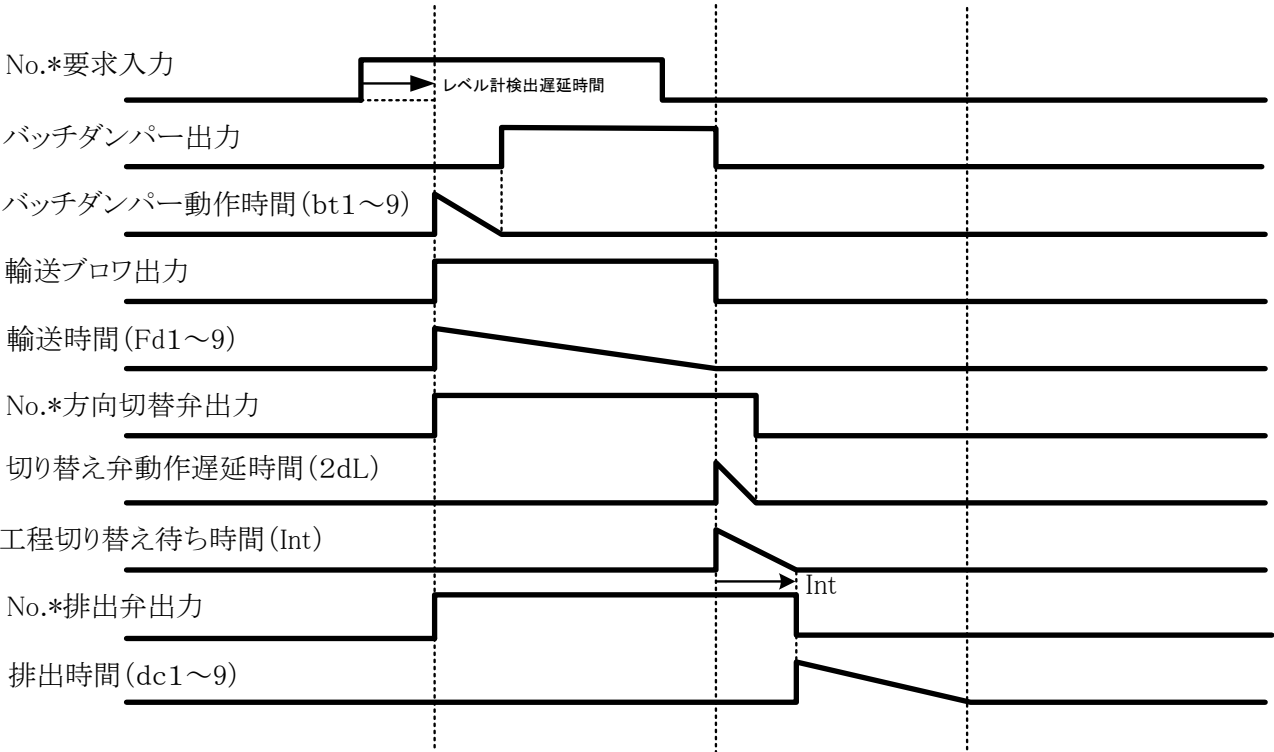 No.*要求入力
レベル計検出遅延時間
バッチダンパー出力
バッチダンパー動作時間(bt1～9)
輸送ブロワ出力
輸送時間(Fd1～9)
No.*方向切替弁出力
切り替え弁動作遅延時間(2dL)
工程切り替え待ち時間(Int)
Int
No.*排出弁出力
排出時間(dc1～9)